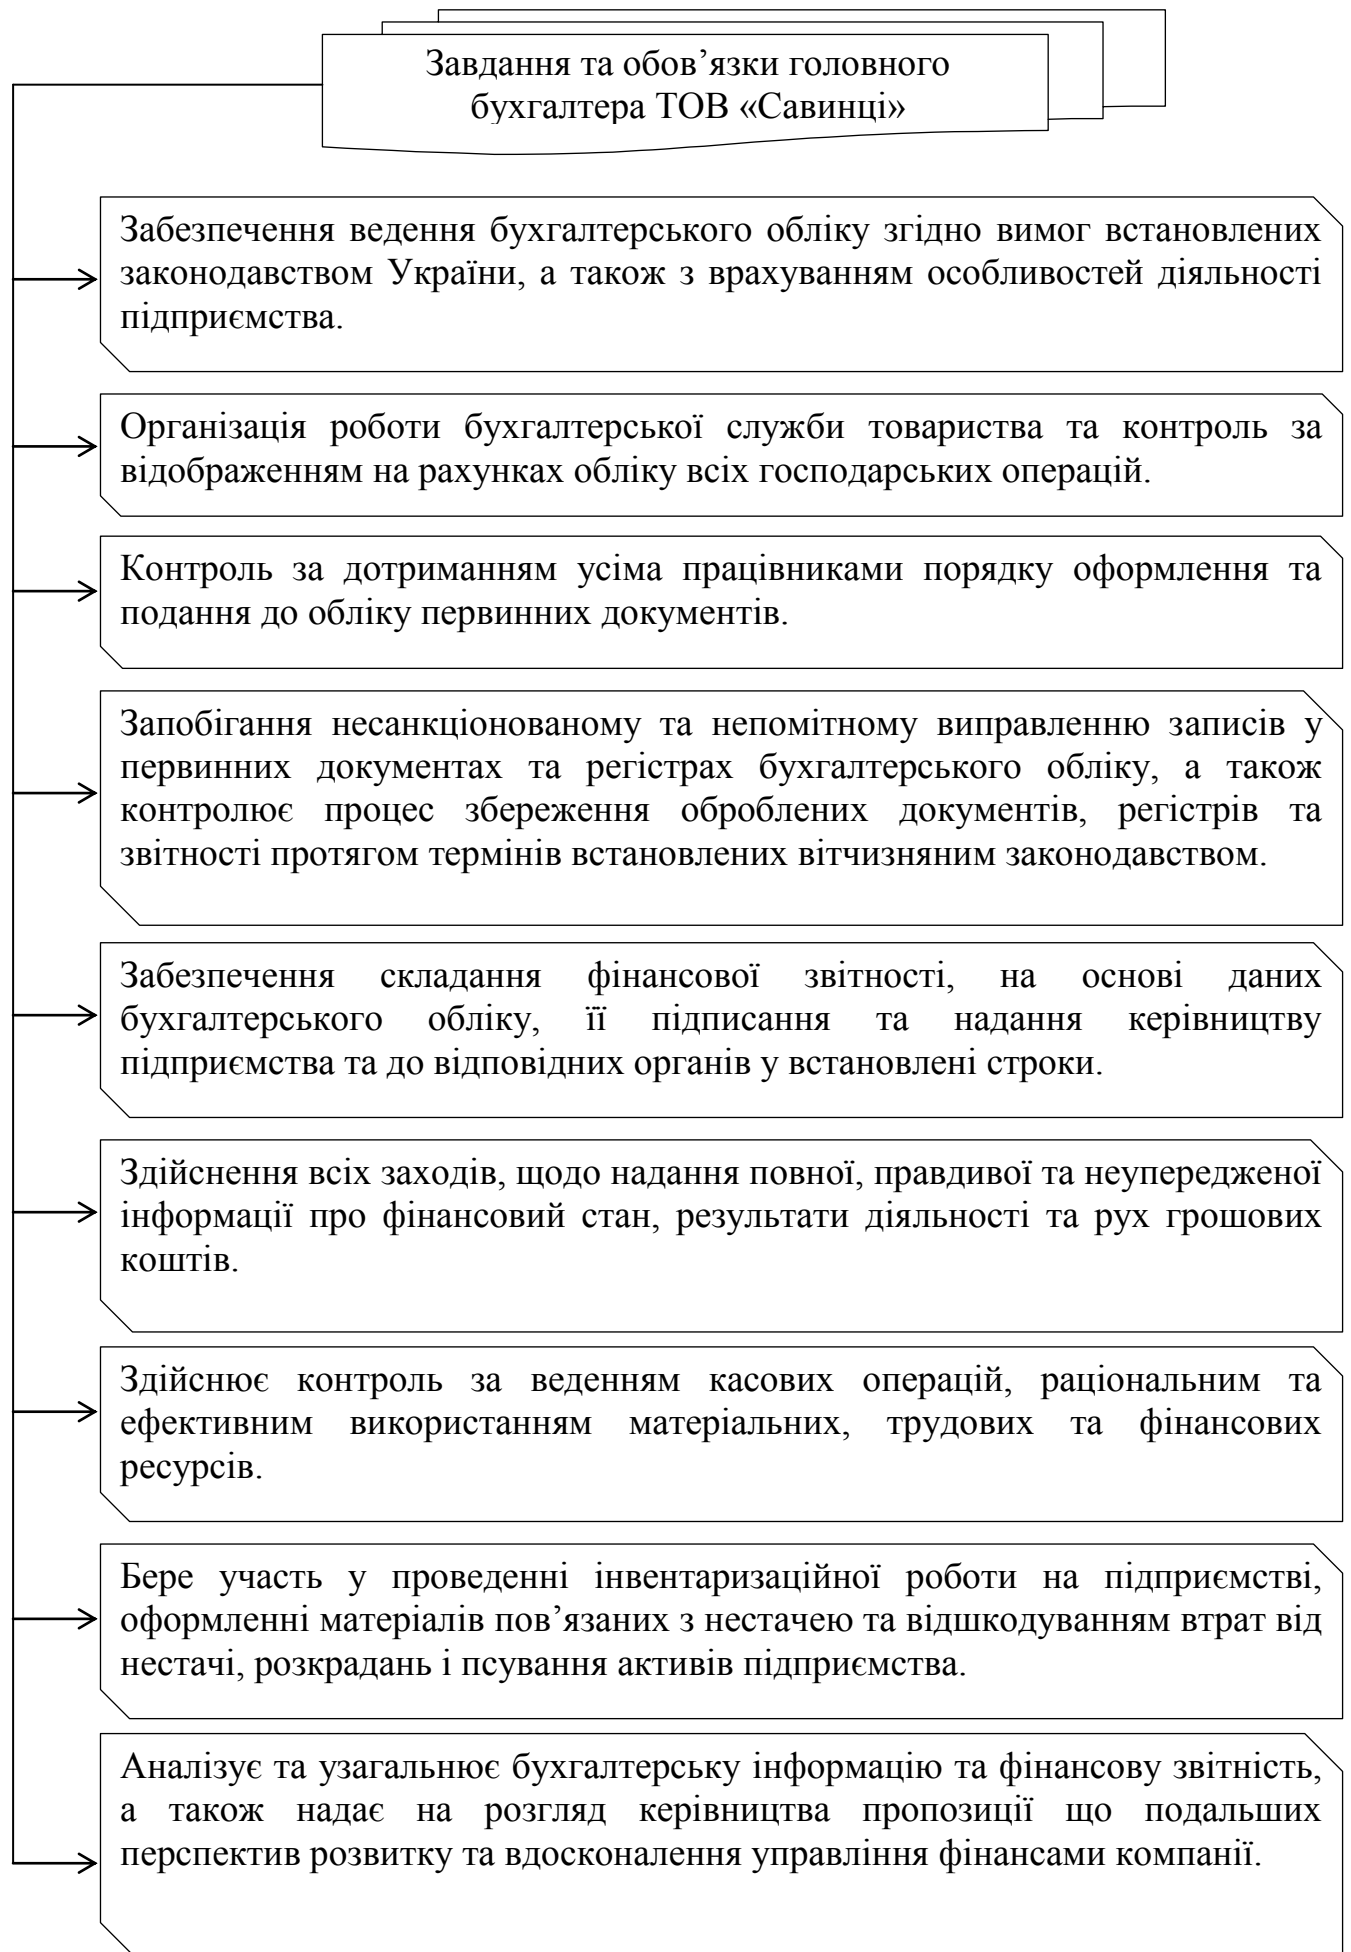 Завдання та обов’язки головного
бухгалтера ТОВ «Савинці»
Забезпечення ведення бухгалтерського обліку згідно вимог встановлених
законодавством України, а також з врахуванням особливостей діяльності
підприємства.
Організація роботи бухгалтерської служби товариства та контроль за
відображенням на рахунках обліку всіх господарських операцій.
Контроль за дотриманням усіма працівниками порядку оформлення та
подання до обліку первинних документів.
Запобігання несанкціонованому та непомітному виправленню записів у
первинних документах та регістрах бухгалтерського обліку, а також
контролює процес збереження оброблених документів, регістрів та
звітності протягом термінів встановлених вітчизняним законодавством.
Забезпечення складання фінансової звітності, на основі даних
бухгалтерського обліку, її підписання та надання керівництву
підприємства та до відповідних органів у встановлені строки.
Здійснення всіх заходів, щодо надання повної, правдивої та неупередженої
інформації про фінансовий стан, результати діяльності та рух грошових
коштів.
Здійснює контроль за веденням касових операцій, раціональним та
ефективним використанням матеріальних, трудових та фінансових
ресурсів.
Бере участь у проведенні інвентаризаційної роботи на підприємстві,
оформленні матеріалів пов’язаних з нестачею та відшкодуванням втрат від
нестачі, розкрадань і псування активів підприємства.
Аналізує та узагальнює бухгалтерську інформацію та фінансову звітність,
а також надає на розгляд керівництва пропозиції що подальших
перспектив розвитку та вдосконалення управління фінансами компанії.